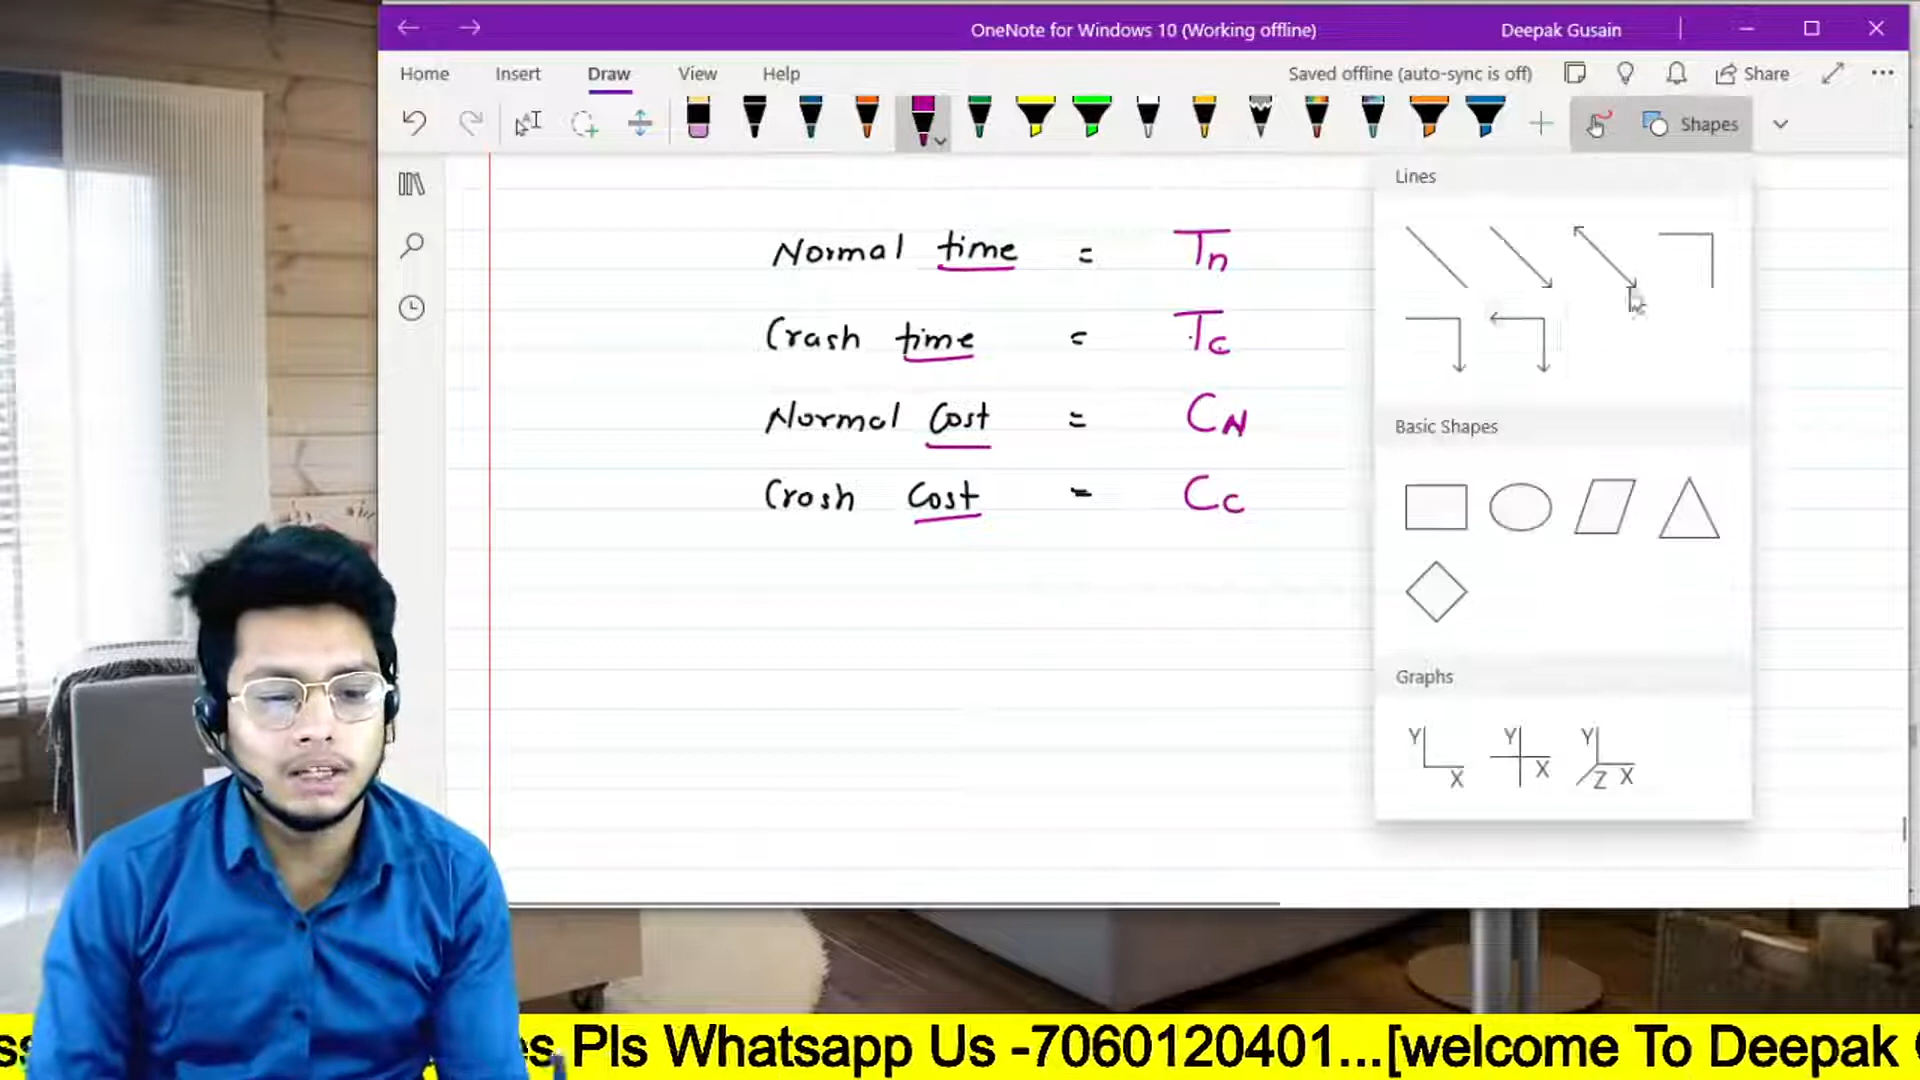 OneNote for Windows 10 (Working offline)
Deepak Gusain
Home Insert Draw View Help
Saved offline (auto-sync is off)
Share
Shapes
Lines
Normal time = Tn
Crash time = Tc
Normal Cost = CN
Crosh Cost = Cc
Basic Shapes
Graphs
Y X
Y X
Y Z X
Pls Whatsapp Us -7060120401...[welcome To Deepak